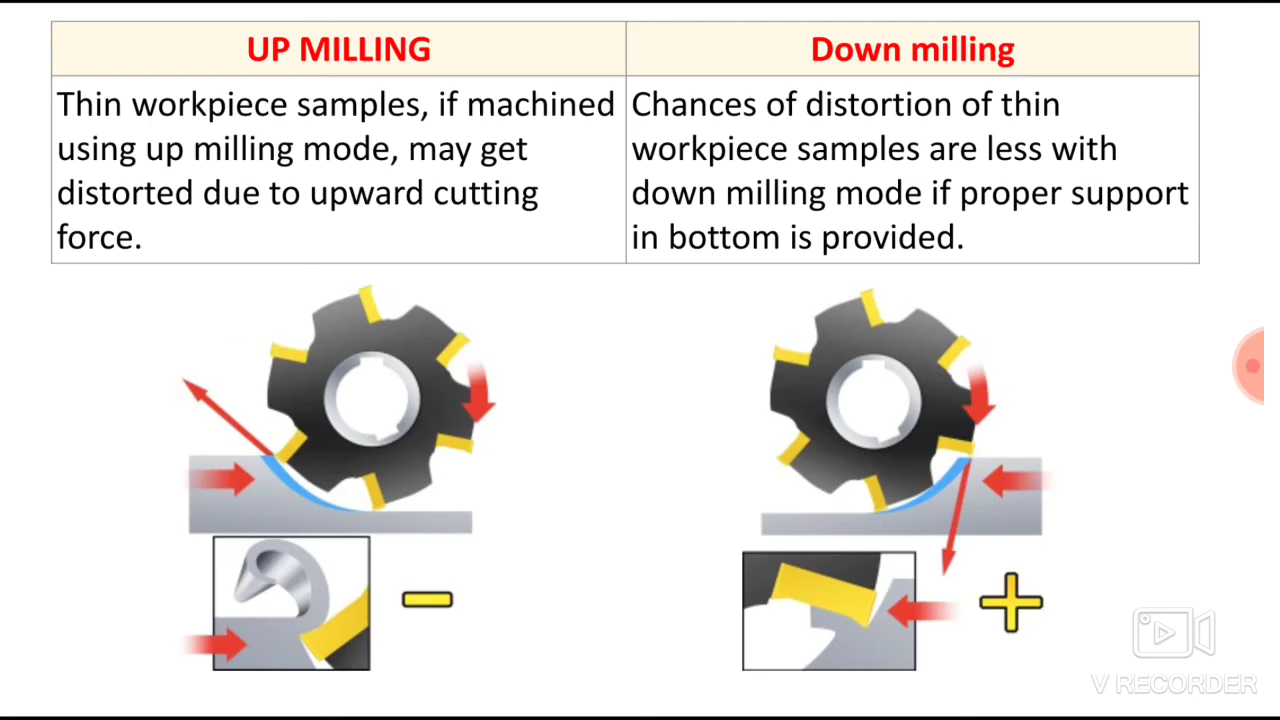 UP MILLING
Down milling
Thin workpiece samples, if machined
using up milling mode, may get
distorted due to upward cutting
force.
Chances of distortion of thin
workpiece samples are less with
down milling mode if proper support
in bottom is provided.
V RECORDER